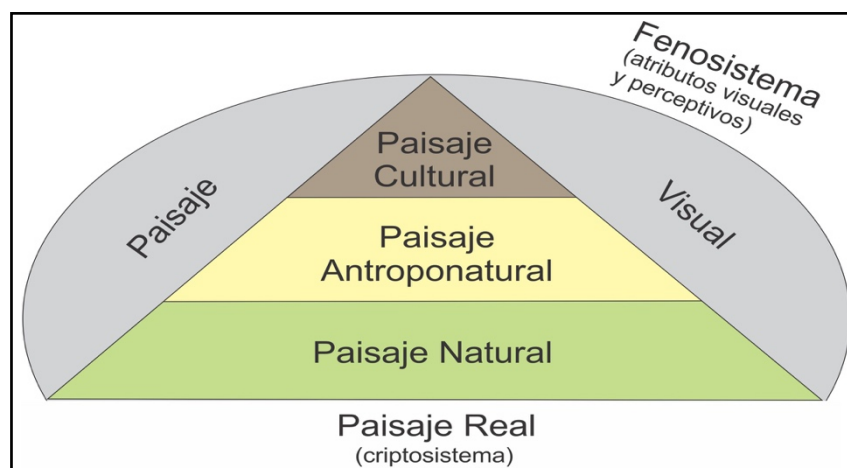 Fenosistema
(atributos visuales
y perceptivos)
Paisaje
Visual
Paisaje
Cultural
Paisaje
Antroponatural
Paisaje Natural
Paisaje Real
(criptosistema)